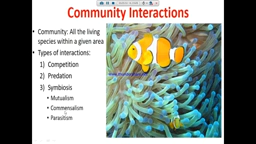 Community Interactions
• Community: All the living
species within a given area
• Types of interactions:
1) Competition
2) Predation
3) Symbiosis
• Mutualism
• Commensalism
• Parasitism